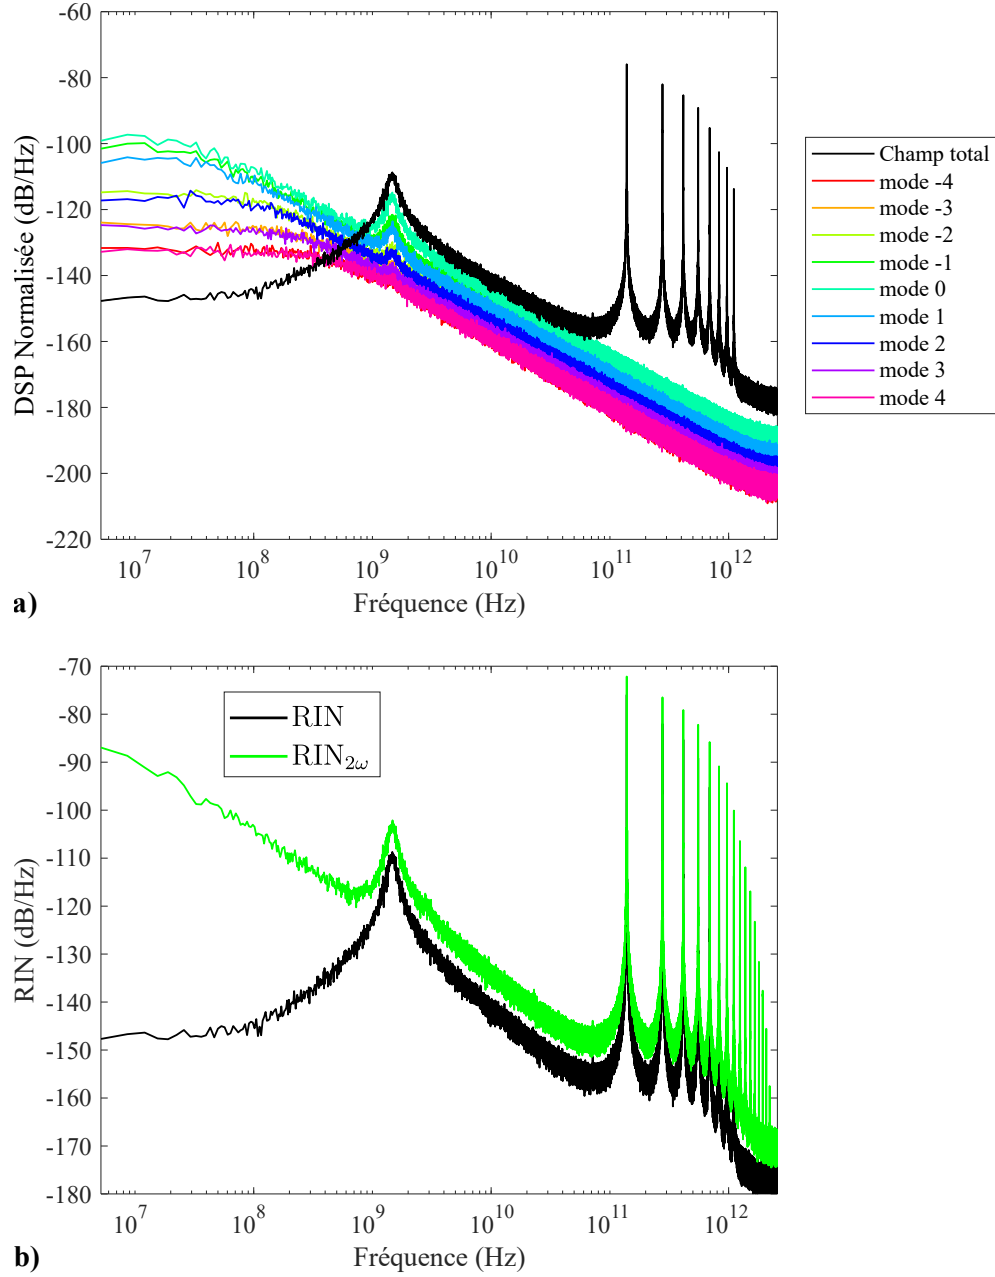 -60
-80
-100
-120
-140
-160
-180
-200
-220
DSP Normalisée (dB/Hz)
10^7
10^8
10^9
10^10
10^11
10^12
Fréquence (Hz)
a)
Champ total
mode -4
mode -3
mode -2
mode -1
mode 0
mode 1
mode 2
mode 3
mode 4
-70
-80
-90
-100
-110
-120
-130
-140
-150
-160
-170
-180
RIN (dB/Hz)
RIN
RIN_{2ω}
10^7
10^8
10^9
10^10
10^11
10^12
Fréquence (Hz)
b)